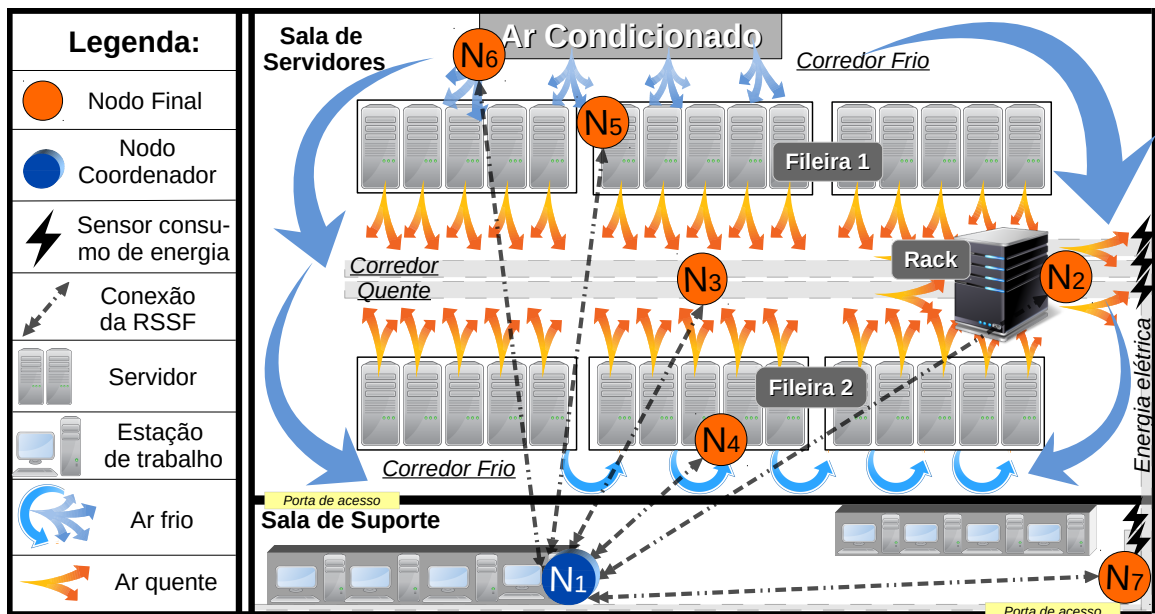 Legenda:
Nodo Final
Nodo
Coordenador
Sensor consu-
mo de energia
Conexão
da RSSF
Servidor
Estação
de trabalho
Ar frio
Ar quente
Sala de
Servidores
Ar Condicionado
N6
Corredor Frio
N5
Fileira 1
Corredor
Quente
N3
Rack
N2
Fileira 2
N4
Corredor Frio
Energia elétrica
Porta de acesso
Sala de Suporte
N1
N7
Porta de acesso